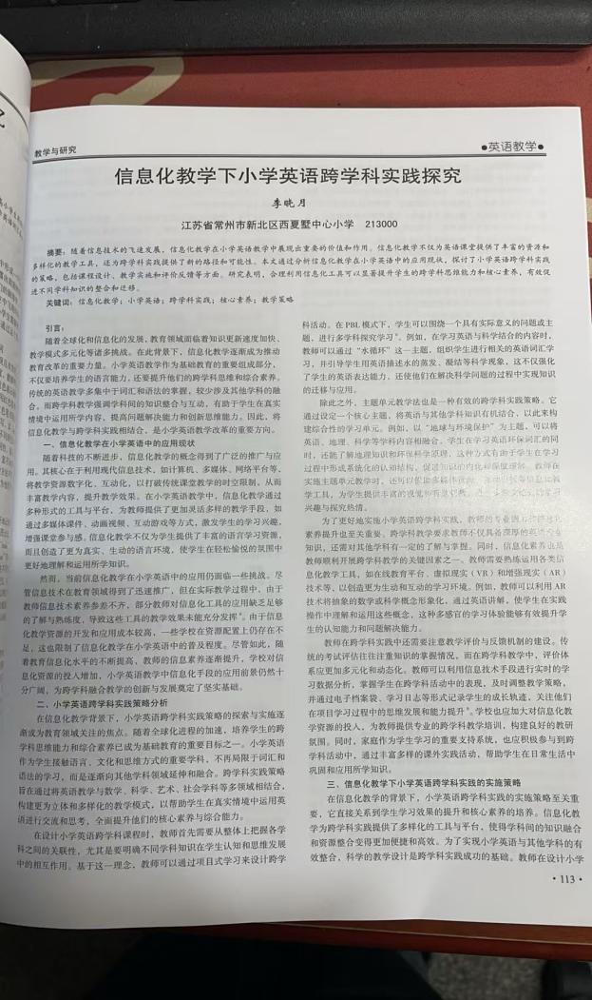 教学与研究
●英语教学●
信息化教学下小学英语跨学科实践探究
李晓月
江苏省常州市新北区西夏墅中心小学 213000
摘要：随着信息技术的飞速发展，信息化教学在小学英语教学中展现出重要的价值和作用。信息化教学不仅为英语课堂提供了丰富的资源和
多样化的教学工具，还为跨学科实践提供了新的路径和可能性。本文通过分析信息化教学在小学英语中的应用现状，探讨了小学英语跨学科实践
的策略，包括课程设计、教学实施和评价反馈等方面。研究表明，合理利用信息化工具可以显著提升学生的跨学科思维能力和核心素养，有效促
进不同学科知识的整合和迁移。
关键词：信息化教学；小学英语；跨学科实践；核心素养；教学策略
引言：
随着全球化和信息化的发展，教育领域面临着知识更新速度加快、
教学模式多元化等诸多挑战。在此背景下，信息化教学逐渐成为推动
教育改革的重要力量。小学英语教学作为基础教育的重要组成部分，
不仅要培养学生的语言能力，还要提升他们的跨学科思维和综合素养。
传统的英语教学多集中于词汇和语法的掌握，较少涉及其他学科的融
合。而跨学科教学强调学科间的知识整合与互动，有助于学生在真实
情境中运用所学内容，提高问题解决能力和创新思维能力。因此，将
信息化教学与跨学科实践相结合，是小学英语教学改革的重要方向。
一、信息化教学在小学英语中的应用现状
随着科技的不断进步，信息化教学的概念得到了广泛的推广与应
用。其核心在于利用现代信息技术，如计算机、多媒体、网络平台等，
将教学资源数字化、互动化，以打破传统课堂教学的时空限制，从而
丰富教学内容，提升教学效果。在小学英语教学中，信息化教学通过
多种形式的工具与平台，为教师提供了更加灵活多样的教学手段，如
通过多媒体课件、动画视频、互动游戏等方式，激发学生的学习兴趣，
增强课堂参与感。信息化教学不仅为学生提供了丰富的语言学习资源，
而且创造了更为真实、生动的语言环境，使学生在轻松愉悦的氛围中
更好地理解和运用所学知识。
然而，当前信息化教学在小学英语中的应用仍面临一些挑战。尽
管信息技术在教育领域得到了迅速推广，但在实际教学过程中，由于
教师信息技术素养参差不齐，部分教师对信息化工具的应用缺乏足够
的了解与熟练度，导致这些工具的教学效果未能充分发挥。由于信息
化教学资源的开发和应用成本较高，一些学校在资源配置上仍存在不
足，这也限制了信息化教学在小学英语中的普及程度。尽管如此，随
着教育信息化水平的不断提高、教师的信息素养逐渐提升，学校对信
息化资源的投入增加，小学英语教学中信息化手段的应用前景仍然十
分广阔，为跨学科融合教学的创新与发展奠定了坚实基础。
二、小学英语跨学科实践策略分析
在信息化教学背景下，小学英语跨学科实践策略的探索与实施逐
渐成为教育领域关注的焦点。随着全球化进程的加速，培养学生的跨
学科思维能力和综合素养已成为基础教育的重要目标之一。小学英语
作为学生接触语言、文化和思维方式的重要学科，不再局限于词汇和
语法的学习，而是逐渐向其他学科领域延伸和融合。跨学科实践策略
旨在通过将英语教学与数学、科学、艺术、社会学科等多领域相结合，
构建更为立体和多样化的教学模式，以帮助学生在真实情境中运用英
语进行交流和思考，全面提升他们的核心素养与综合能力。
在设计小学英语跨学科课程时，教师首先需要从整体上把握各学
科之间的关联性，尤其是要明确不同学科知识在学生认知和思维发展
中的相互作用。基于这一理念，教师可以通过项目式学习来设计跨学
科活动。在 PBL 模式下，学生可以围绕一个具有实际意义的问题或主
题，进行多学科探究学习。例如，在学习英语与科学结合的内容时，
教师可以通过“水循环”这一主题，组织学生进行相关的英语词汇学
习，并引导学生用英语描述水的蒸发、凝结等科学现象，这不仅强化
了学生的英语表达能力，还使他们在解决科学问题的过程中实现知识
的迁移与应用。
除此之外，主题单元教学法也是一种有效的跨学科实践策略。它
通过设定一个核心主题，将英语与其他学科知识有机结合，以此来构
建综合性的学习单元。例如，以“地球与环境保护”为主题，可以将
英语、地理、科学等学科内容相融合，学生在学习英语环保词汇的同
时，还能了解地理知识和环保科学原理，这种方式有助于学生在学习
过程中形成系统化的认知结构，促进知识的内化和深度理解。教师在
实施主题单元教学时，还可以借助多媒体
学工具，为学生提供丰富的视觉和
兴趣与探究热情。
为了更好地实施小学英语跨学科实践，教师的专业
素养提升也至关重要。跨学科教学要求教师不仅具备深厚的英语
知识，还需对其他学科有一定的了解与掌握。同时，信息化素养也是
教师顺利开展跨学科教学的关键因素之一。教师需要熟练运用各类信
息化教学工具，如在线教育平台、虚拟现实（VR）和增强现实（AR）
技术等，以创造更为生动和互动的学习环境。例如，教师可以利用 AR
技术将抽象的数学或科学概念形象化，通过英语讲解，使学生在实践
操作中理解和运用这些概念，这种多感官的学习体验能够有效提升学
生的认知能力和问题解决能力。
教师在跨学科实践中还需要注意教学评价与反馈机制的建设。传
统的考试评估往往注重知识的掌握情况，而在跨学科教学中，评价体
系应更加多元化和动态化。教师可以利用信息技术手段进行实时的学
习数据分析，掌握学生在跨学科活动中的表现，及时调整教学策略，
并通过电子档案袋、学习日志等形式记录学生的成长轨迹，关注他们
在项目学习过程中的思维发展和能力提升。学校也应加大对信息化教
学资源的投入，为教师提供专业的跨学科教学培训，构建良好的教研
氛围。同时，家庭作为学生学习的重要支持系统，也应积极参与到跨
学科活动中，通过丰富多样的课外实践活动，帮助学生在日常生活中
巩固和应用所学知识。
三、信息化教学下小学英语跨学科实践的实施策略
在信息化教学的背景下，小学英语跨学科实践的实施策略至关重
要，它直接关系到学生学习效果的提升和核心素养的培养。信息化教
学为跨学科实践提供了多样化的工具与平台，使得学科间的知识融合
和资源整合变得更加便捷和高效。为了实现小学英语与其他学科的有
效整合，科学的教学设计是跨学科实践成功的基础。教师在设计小学
·113·